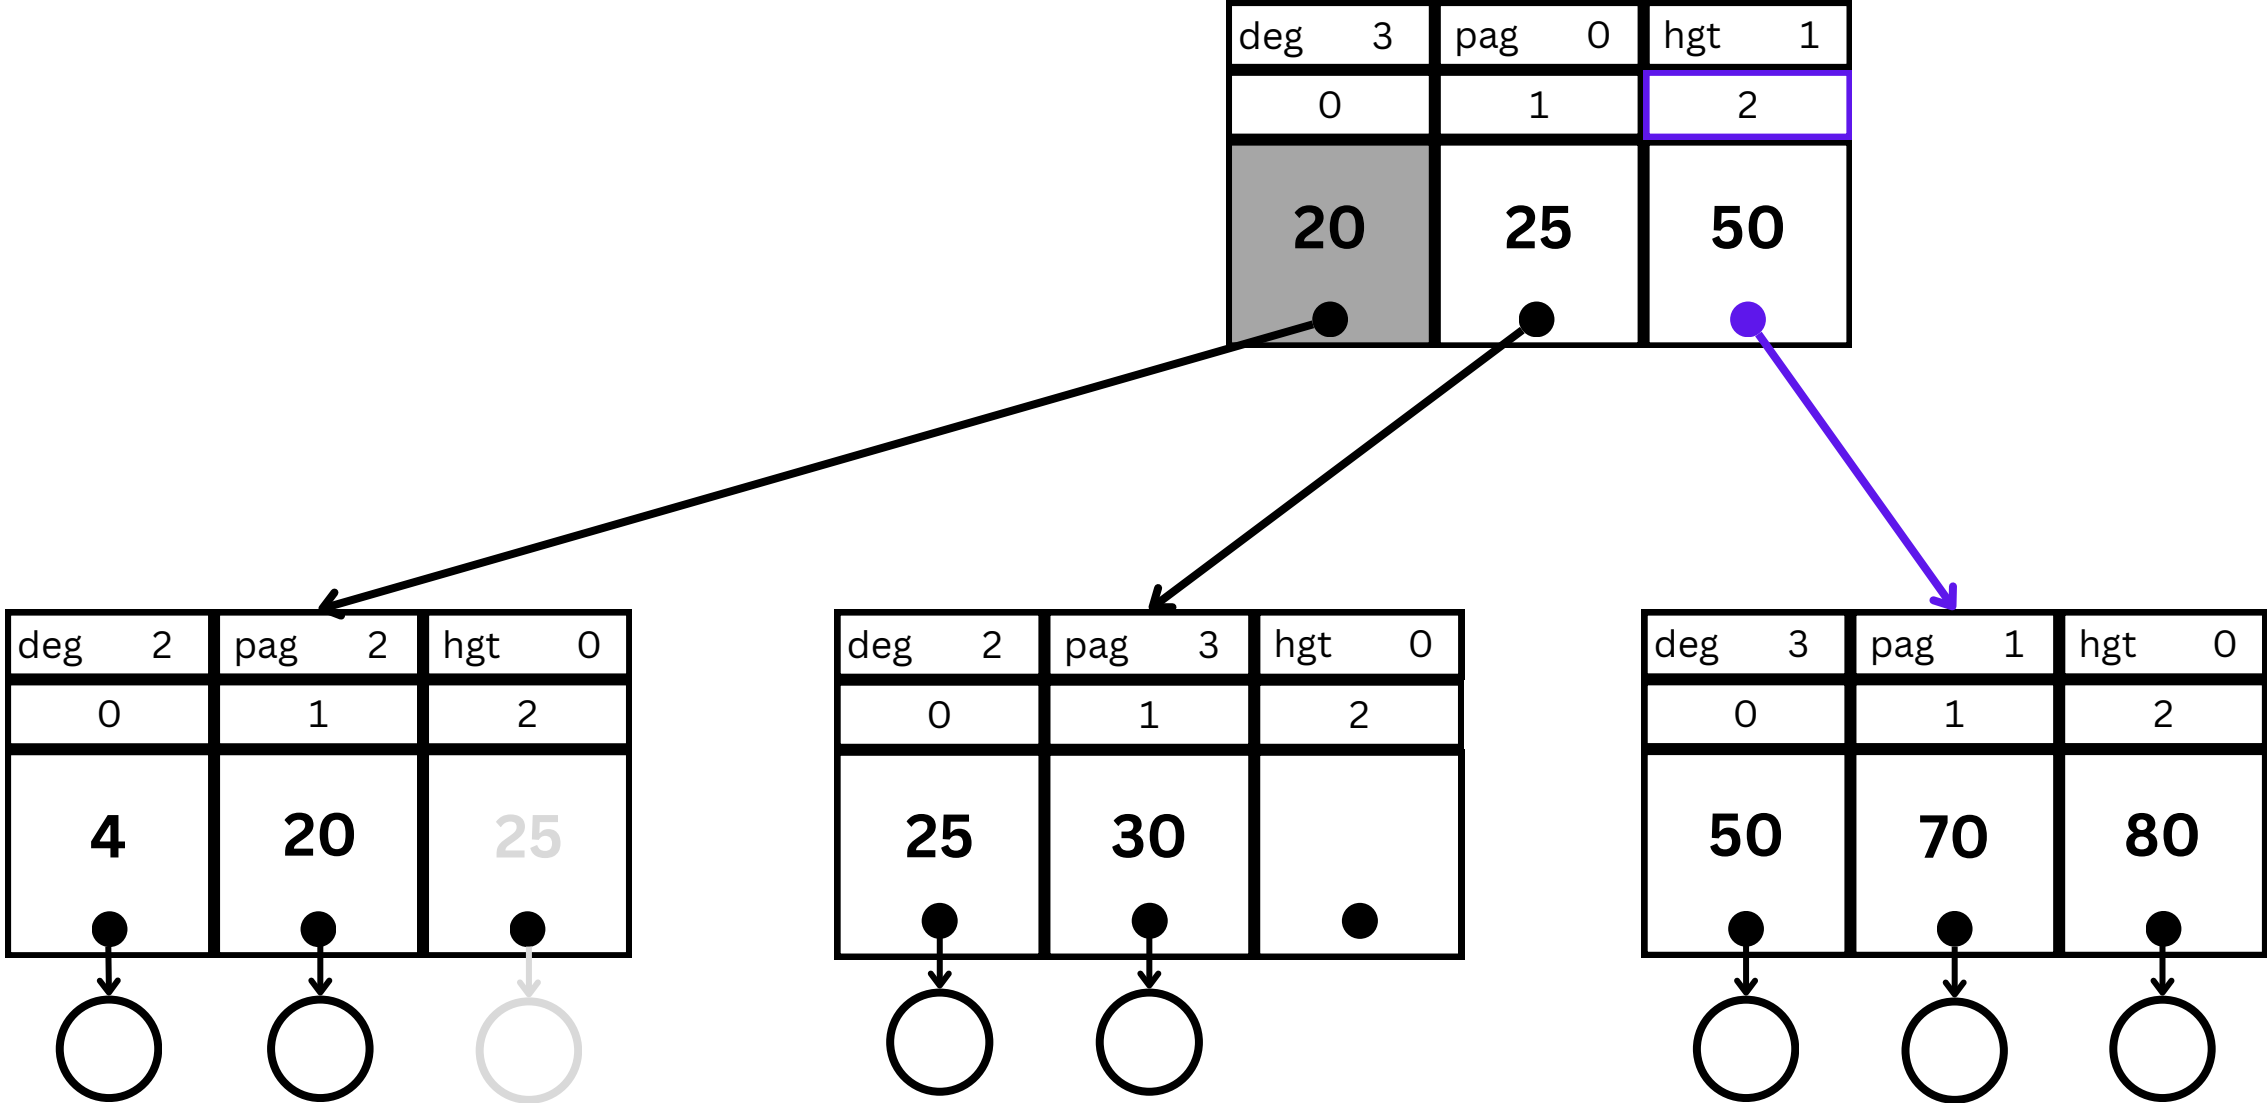 deg 3 pag 0 hgt 1
0 1 2
20 25 50
deg 2 pag 2 hgt 0
0 1 2
4 20 25
deg 2 pag 3 hgt 0
0 1 2
25 30
deg 3 pag 1 hgt 0
0 1 2
50 70 80